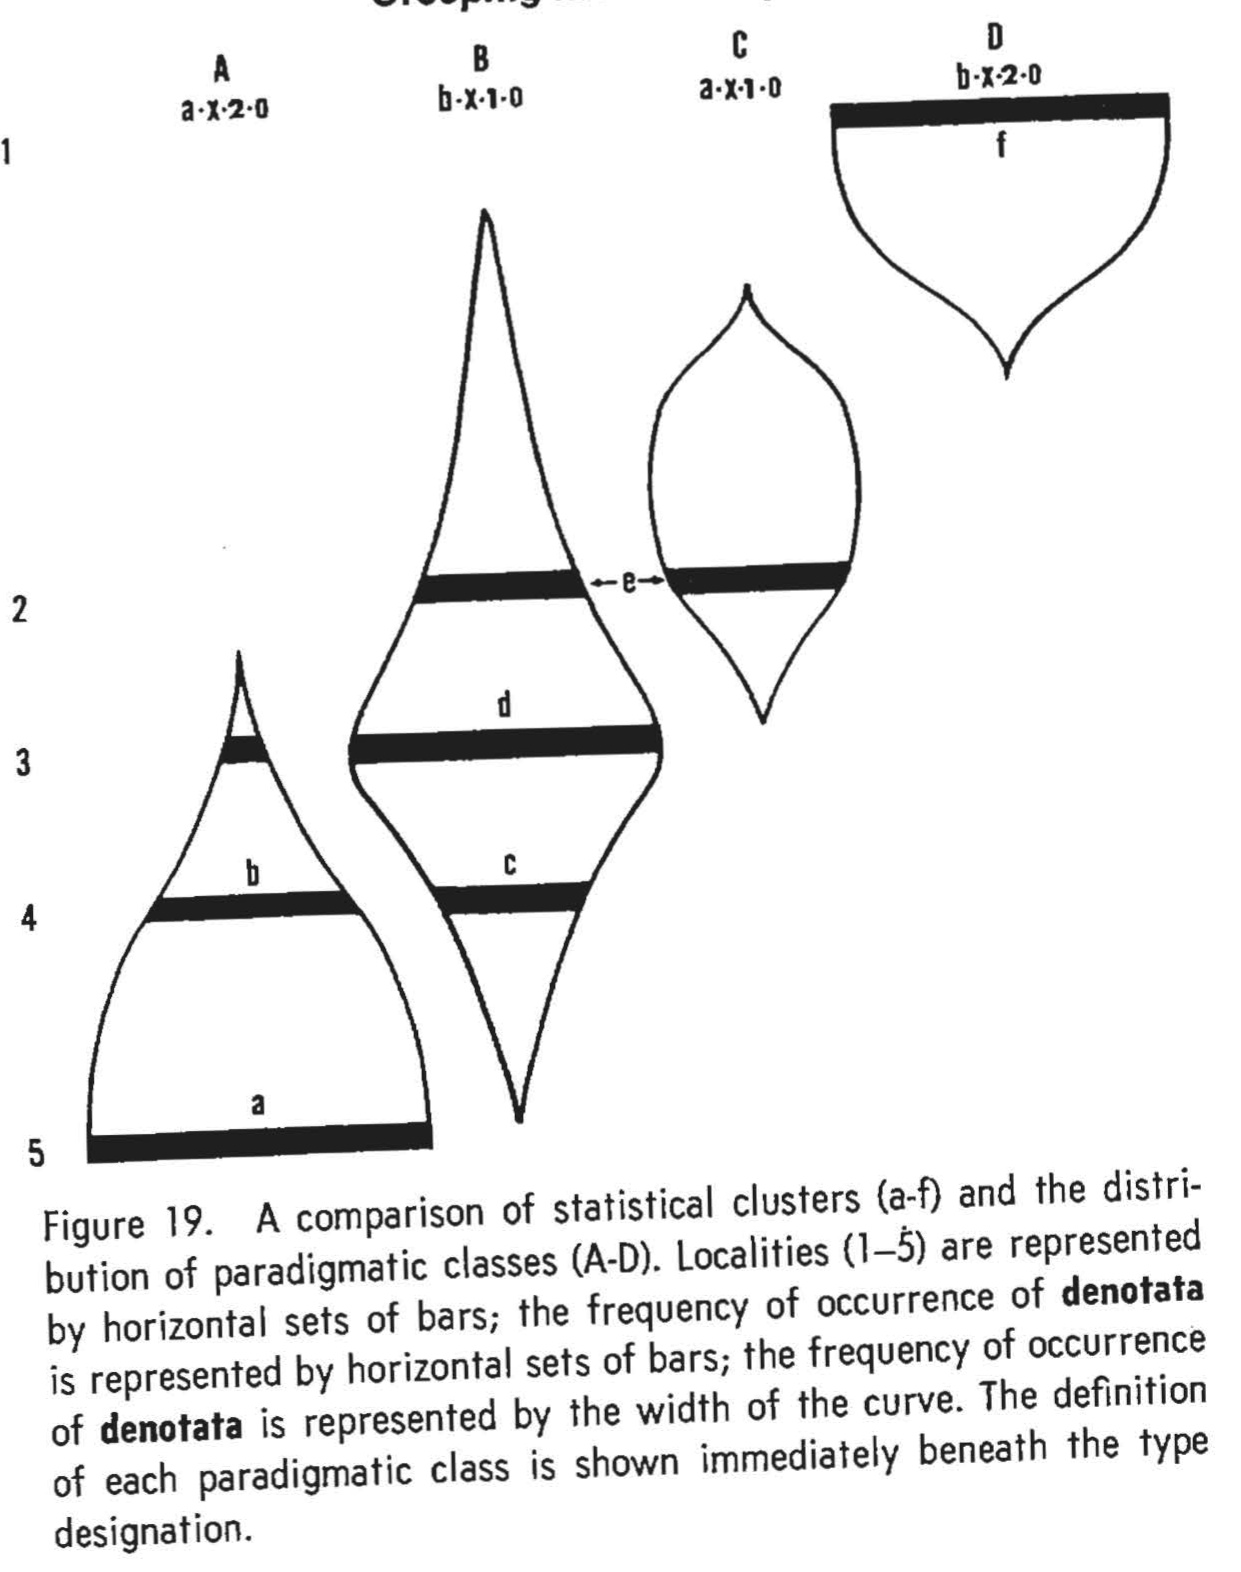 A
a·x·2·0
B
b·x·1·0
C
a·x·1·0
D
b·x·2·0
1
f
2
e
d
3
b
c
4
a
5
Figure 19. A comparison of statistical clusters (a-f) and the distri-
bution of paradigmatic classes (A-D). Localities (1–5) are represented
by horizontal sets of bars; the frequency of occurrence of denotata
is represented by horizontal sets of bars; the frequency of occurrence
of denotata is represented by the width of the curve. The definition
of each paradigmatic class is shown immediately beneath the type
designation.